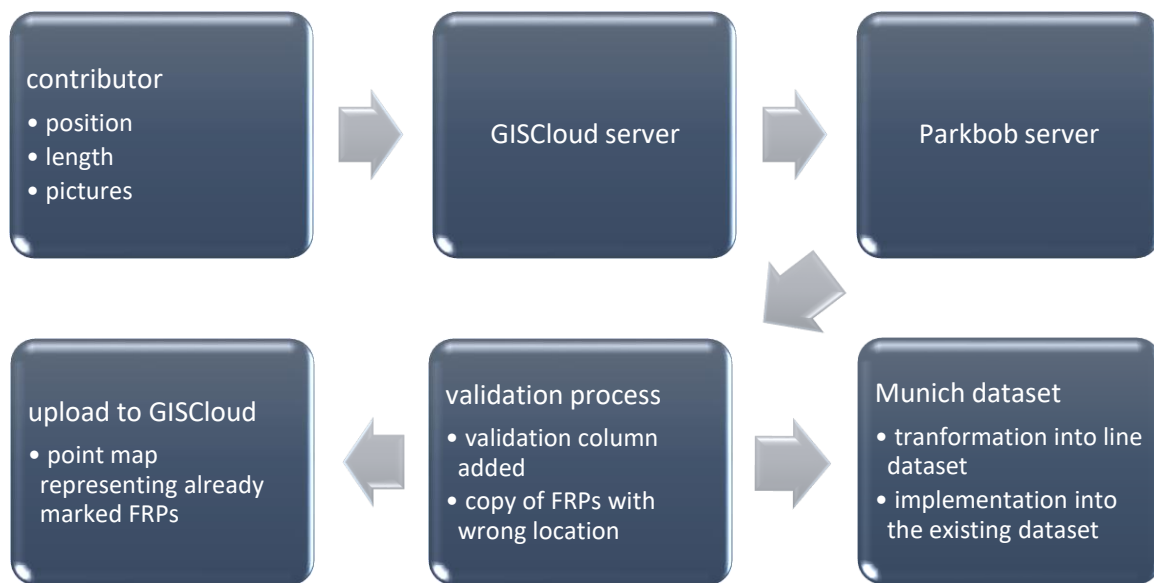 contributor
• position
• length
• pictures
GISCloud server
Parkbob server
upload to GISCloud
• point map
representing already
marked FRPs
validation process
• validation column
added
• copy of FRPs with
wrong location
Munich dataset
• tranformation into line
dataset
• implementation into
the existing dataset